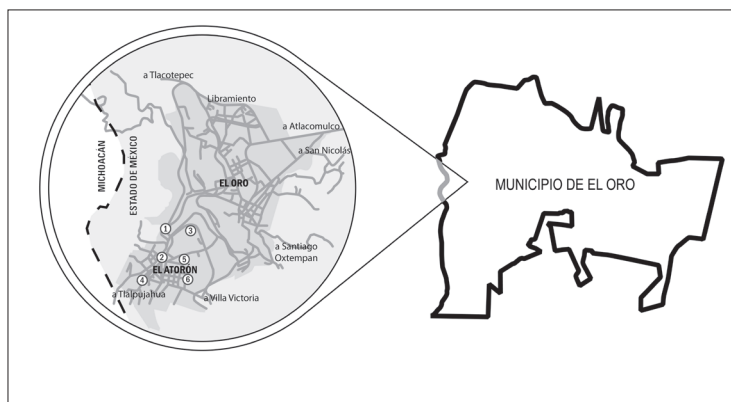 a Tlacotepec
Libramiento
a Atlacomulco
a San Nicolás
MICHOACÁN
ESTADO DE MÉXICO
EL ORO
MUNICIPIO DE EL ORO
1
3
a Santiago
Oxtempan
2
5
EL ATORÓN
4
6
a Tlalpujahua
a Villa Victoria